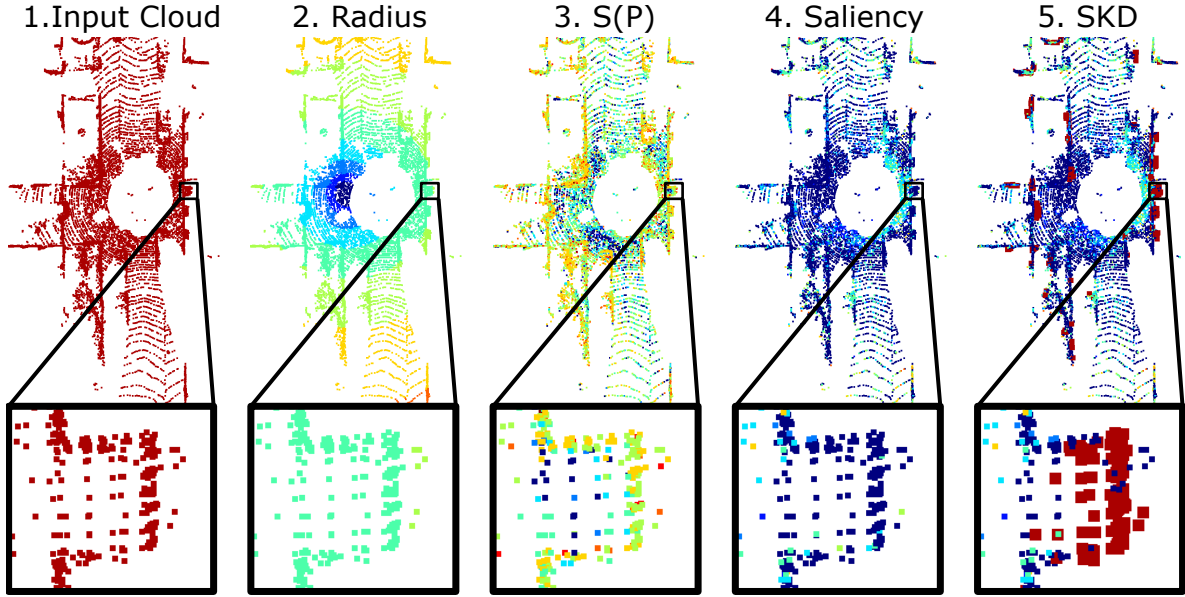 1.Input Cloud
2. Radius
3. S(P)
4. Saliency
5. SKD